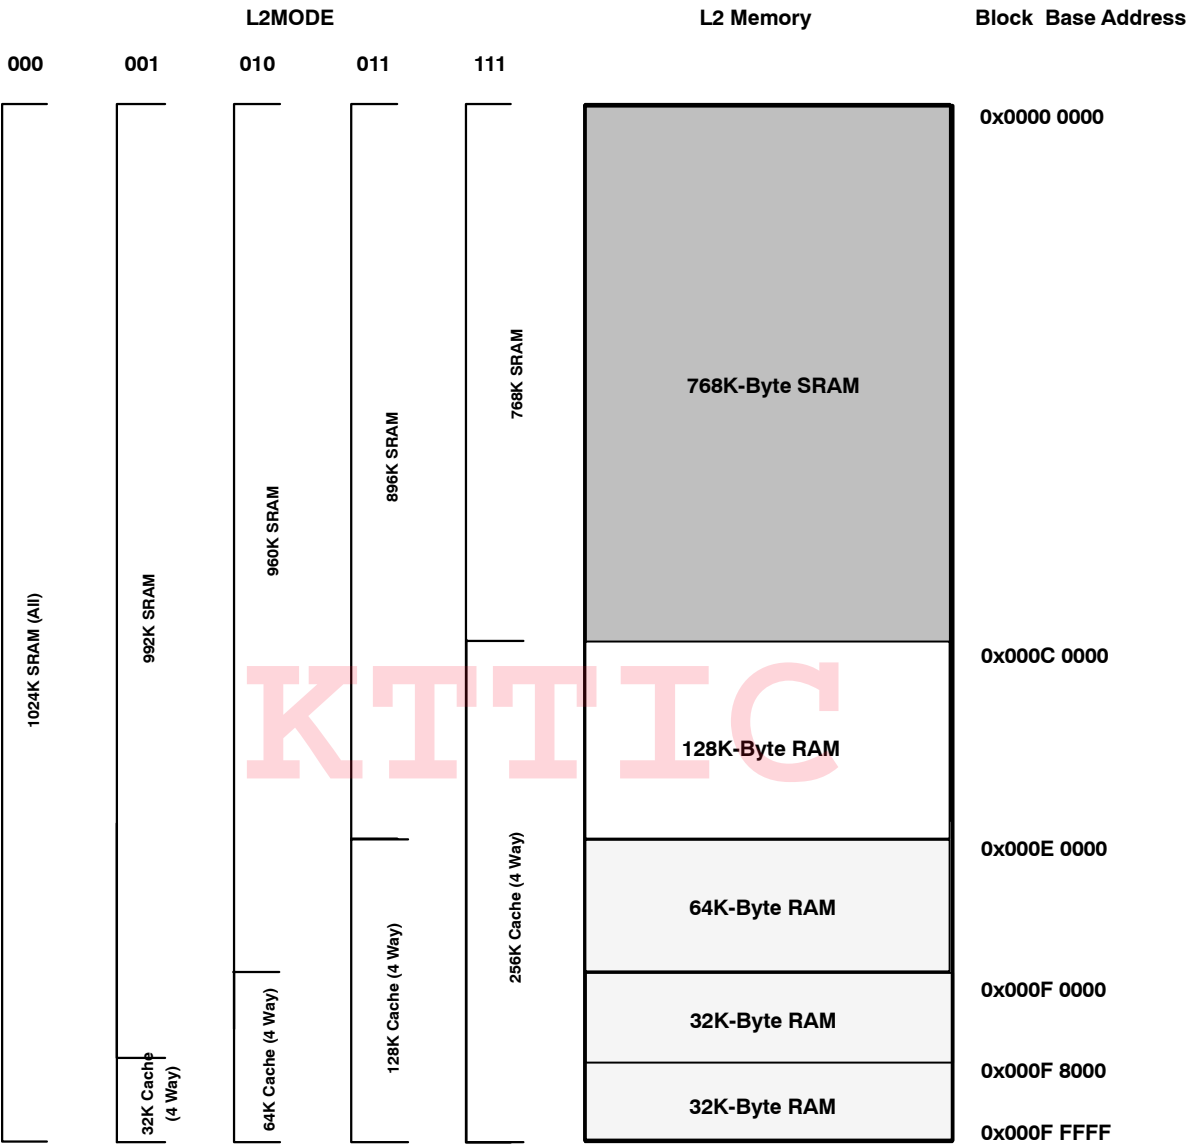 L2MODE L2 Memory Block Base Address
000 001 010 011 111
0x0000 0000
768K SRAM
768K-Byte SRAM
896K SRAM
960K SRAM
992K SRAM
1024K SRAM (All)
0x000C 0000
KTTIC
128K-Byte RAM
0x000E 0000
256K Cache (4 Way)
64K-Byte RAM
128K Cache (4 Way)
0x000F 0000
32K-Byte RAM
64K Cache (4 Way)
0x000F 8000
32K Cache
(4 Way)
32K-Byte RAM
0x000F FFFF